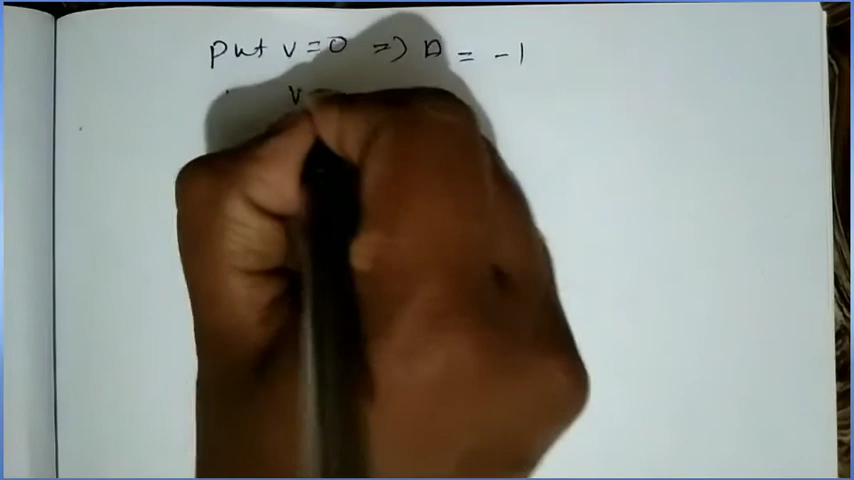 put v=0 => A = -1
v